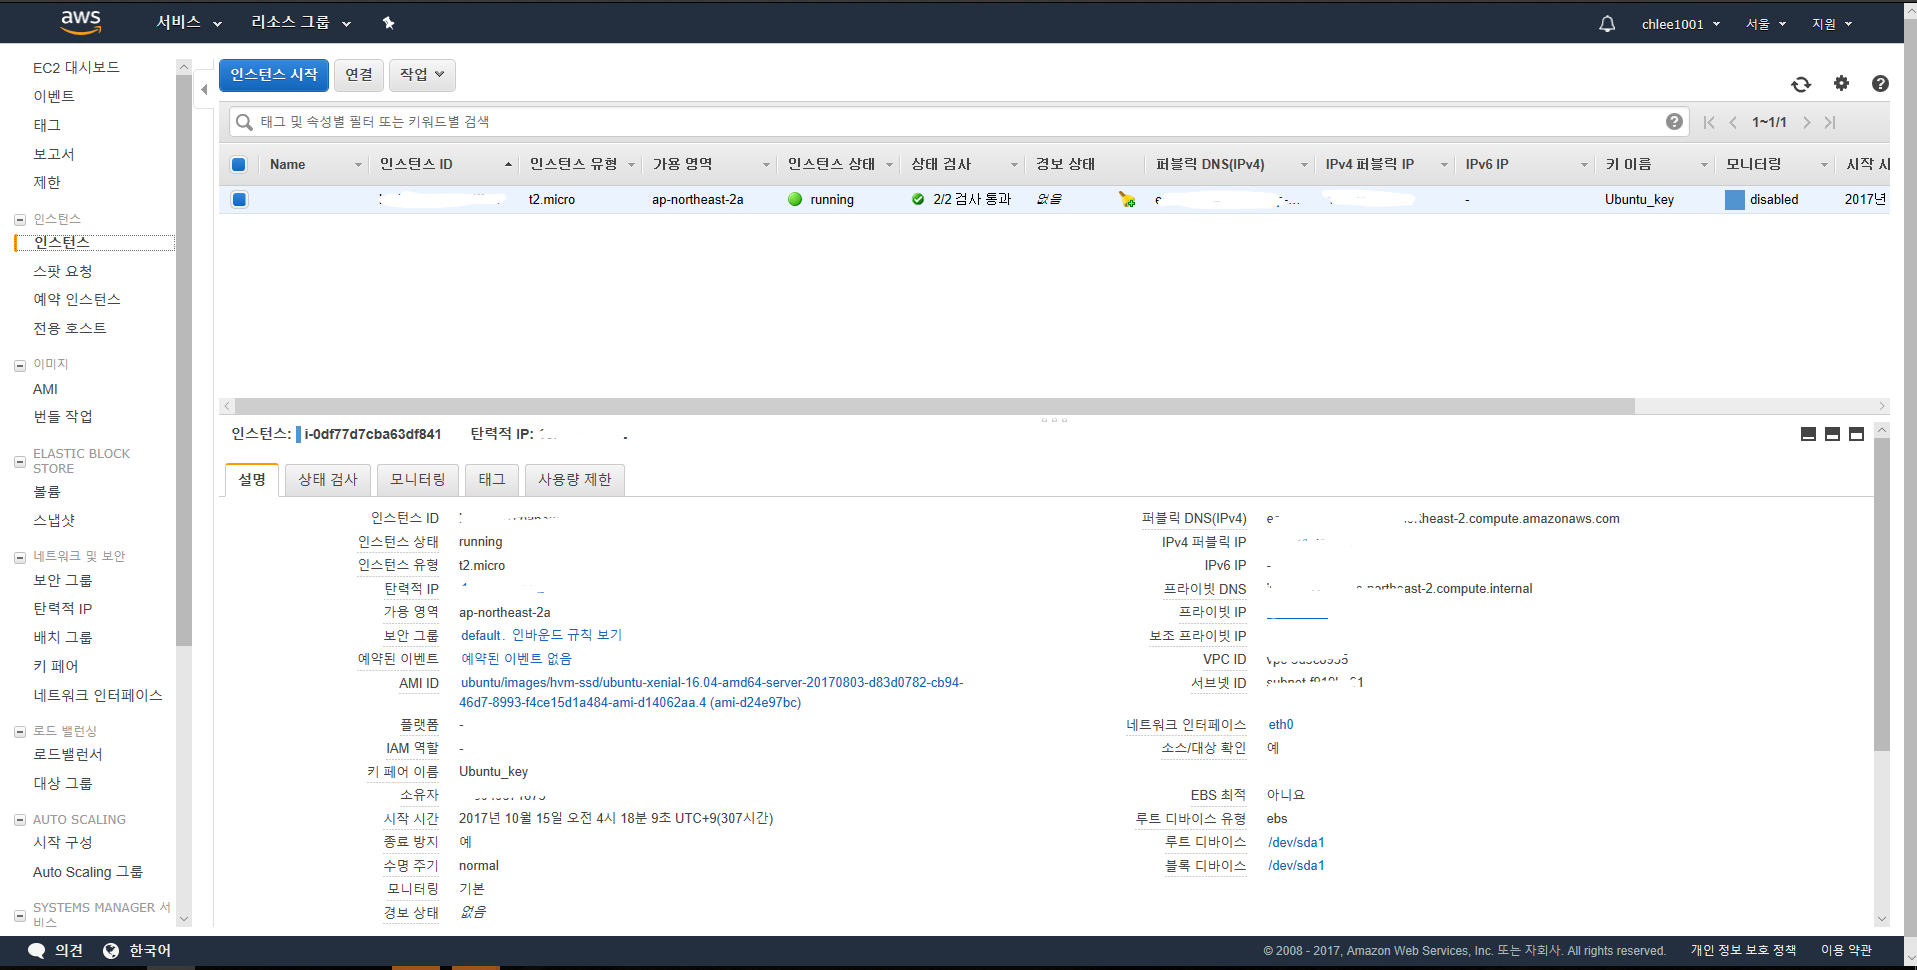 aws 서비스 리소스 그룹 chlee1001 서울 지원
EC2 대시보드
이벤트
태그
보고서
제한
인스턴스
인스턴스
스팟 요청
예약 인스턴스
전용 호스트
이미지
AMI
번들 작업
ELASTIC BLOCK
STORE
볼륨
스냅샷
네트워크 및 보안
보안 그룹
탄력적 IP
배치 그룹
키 페어
네트워크 인터페이스
로드 밸런싱
로드밸런서
대상 그룹
AUTO SCALING
시작 구성
Auto Scaling 그룹
SYSTEMS MANAGER 서
비스
인스턴스 시작 연결 작업
태그 및 속성별 필터 또는 키워드별 검색 1~1/1
Name 인스턴스 ID 인스턴스 유형 가용 영역 인스턴스 상태 상태 검사 경보 상태 퍼블릭 DNS(IPv4) IPv4 퍼블릭 IP IPv6 IP 키 이름 모니터링 시작 시
t2.micro ap-northeast-2a running 2/2 검사 통과 없음 - Ubuntu_key disabled 2017년
인스턴스: i-0df77d7cba63df841 탄력적 IP:
설명 상태 검사 모니터링 태그 사용량 제한
인스턴스 ID
인스턴스 상태 running
인스턴스 유형 t2.micro
탄력적 IP
가용 영역 ap-northeast-2a
보안 그룹 default. 인바운드 규칙 보기
예약된 이벤트 예약된 이벤트 없음
AMI ID ubuntu/images/hvm-ssd/ubuntu-xenial-16.04-amd64-server-20170803-d83d0782-cb94-
46d7-8993-f4ce15d1a484-ami-d14062aa.4 (ami-d24e97bc)
플랫폼 -
IAM 역할 -
키 페어 이름 Ubuntu_key
소유자
시작 시간 2017년 10월 15일 오전 4시 18분 9초 UTC+9(307시간)
종료 방지 예
수명 주기 normal
모니터링 기본
경보 상태 없음
퍼블릭 DNS(IPv4) heast-2.compute.amazonaws.com
IPv4 퍼블릭 IP
IPv6 IP -
프라이빗 DNS ast-2.compute.internal
프라이빗 IP
보조 프라이빗 IP
VPC ID
서브넷 ID
네트워크 인터페이스 eth0
소스/대상 확인 예
EBS 최적 아니요
루트 디바이스 유형 ebs
루트 디바이스 /dev/sda1
블록 디바이스 /dev/sda1
의견 한국어 © 2008 - 2017, Amazon Web Services, Inc. 또는 자회사. All rights reserved. 개인 정보 보호 정책 이용 약관